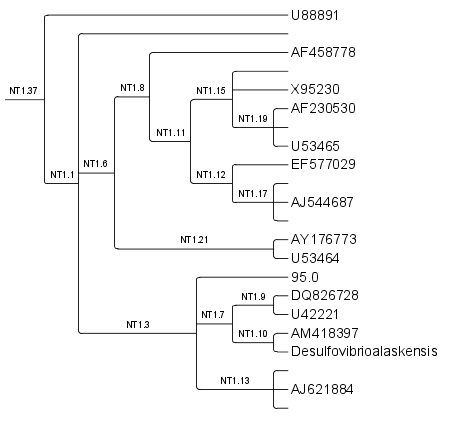 U88891
AF458778
NT1.15
NT1.8
X95230
NT1.37
AF230530
NT1.19
NT1.11
U53465
NT1.6
EF577029
NT1.1
NT1.12
NT1.17
AJ544687
AY176773
NT1.21
U53464
95.0
DQ826728
NT1.9
U42221
NT1.7
NT1.3
AM418397
NT1.10
Desulfovibrioalaskensis
NT1.13
AJ621884